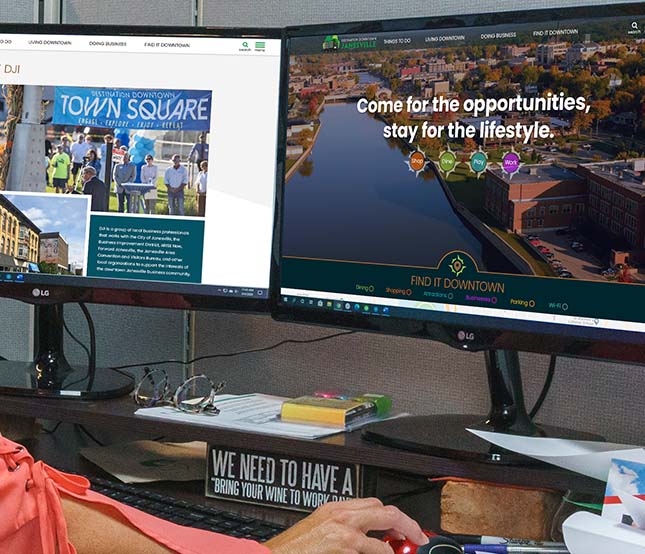 TO DO LIVING DOWNTOWN DOING BUSINESS FIND IT DOWNTOWN
DJI
DESTINATION DOWNTOWN
TOWN SQUARE
ENGAGE - EXPLORE - ENJOY - REPEAT
DJI is a group of local Business professionals
that works with the City of Janesville, the
Business Improvement District, ARISE Now,
Forward Janesville, the Janesville Area
Convention and Visitors Bureau, and other
local organizations to support the interests of
the downtown Janesville business community.
LG
DESTINATION DOWNTOWN
JANESVILLE
THINGS TO DO LIVING DOWNTOWN DOING BUSINESS FIND IT DOWNTOWN
Come for the opportunities,
stay for the lifestyle.
Shop Dine Play Work
FIND IT DOWNTOWN
Dining Shopping Attractions Businesses Parking Wi-Fi
LG
WE NEED TO HAVE A
"BRING YOUR WINE TO WORK DAY"